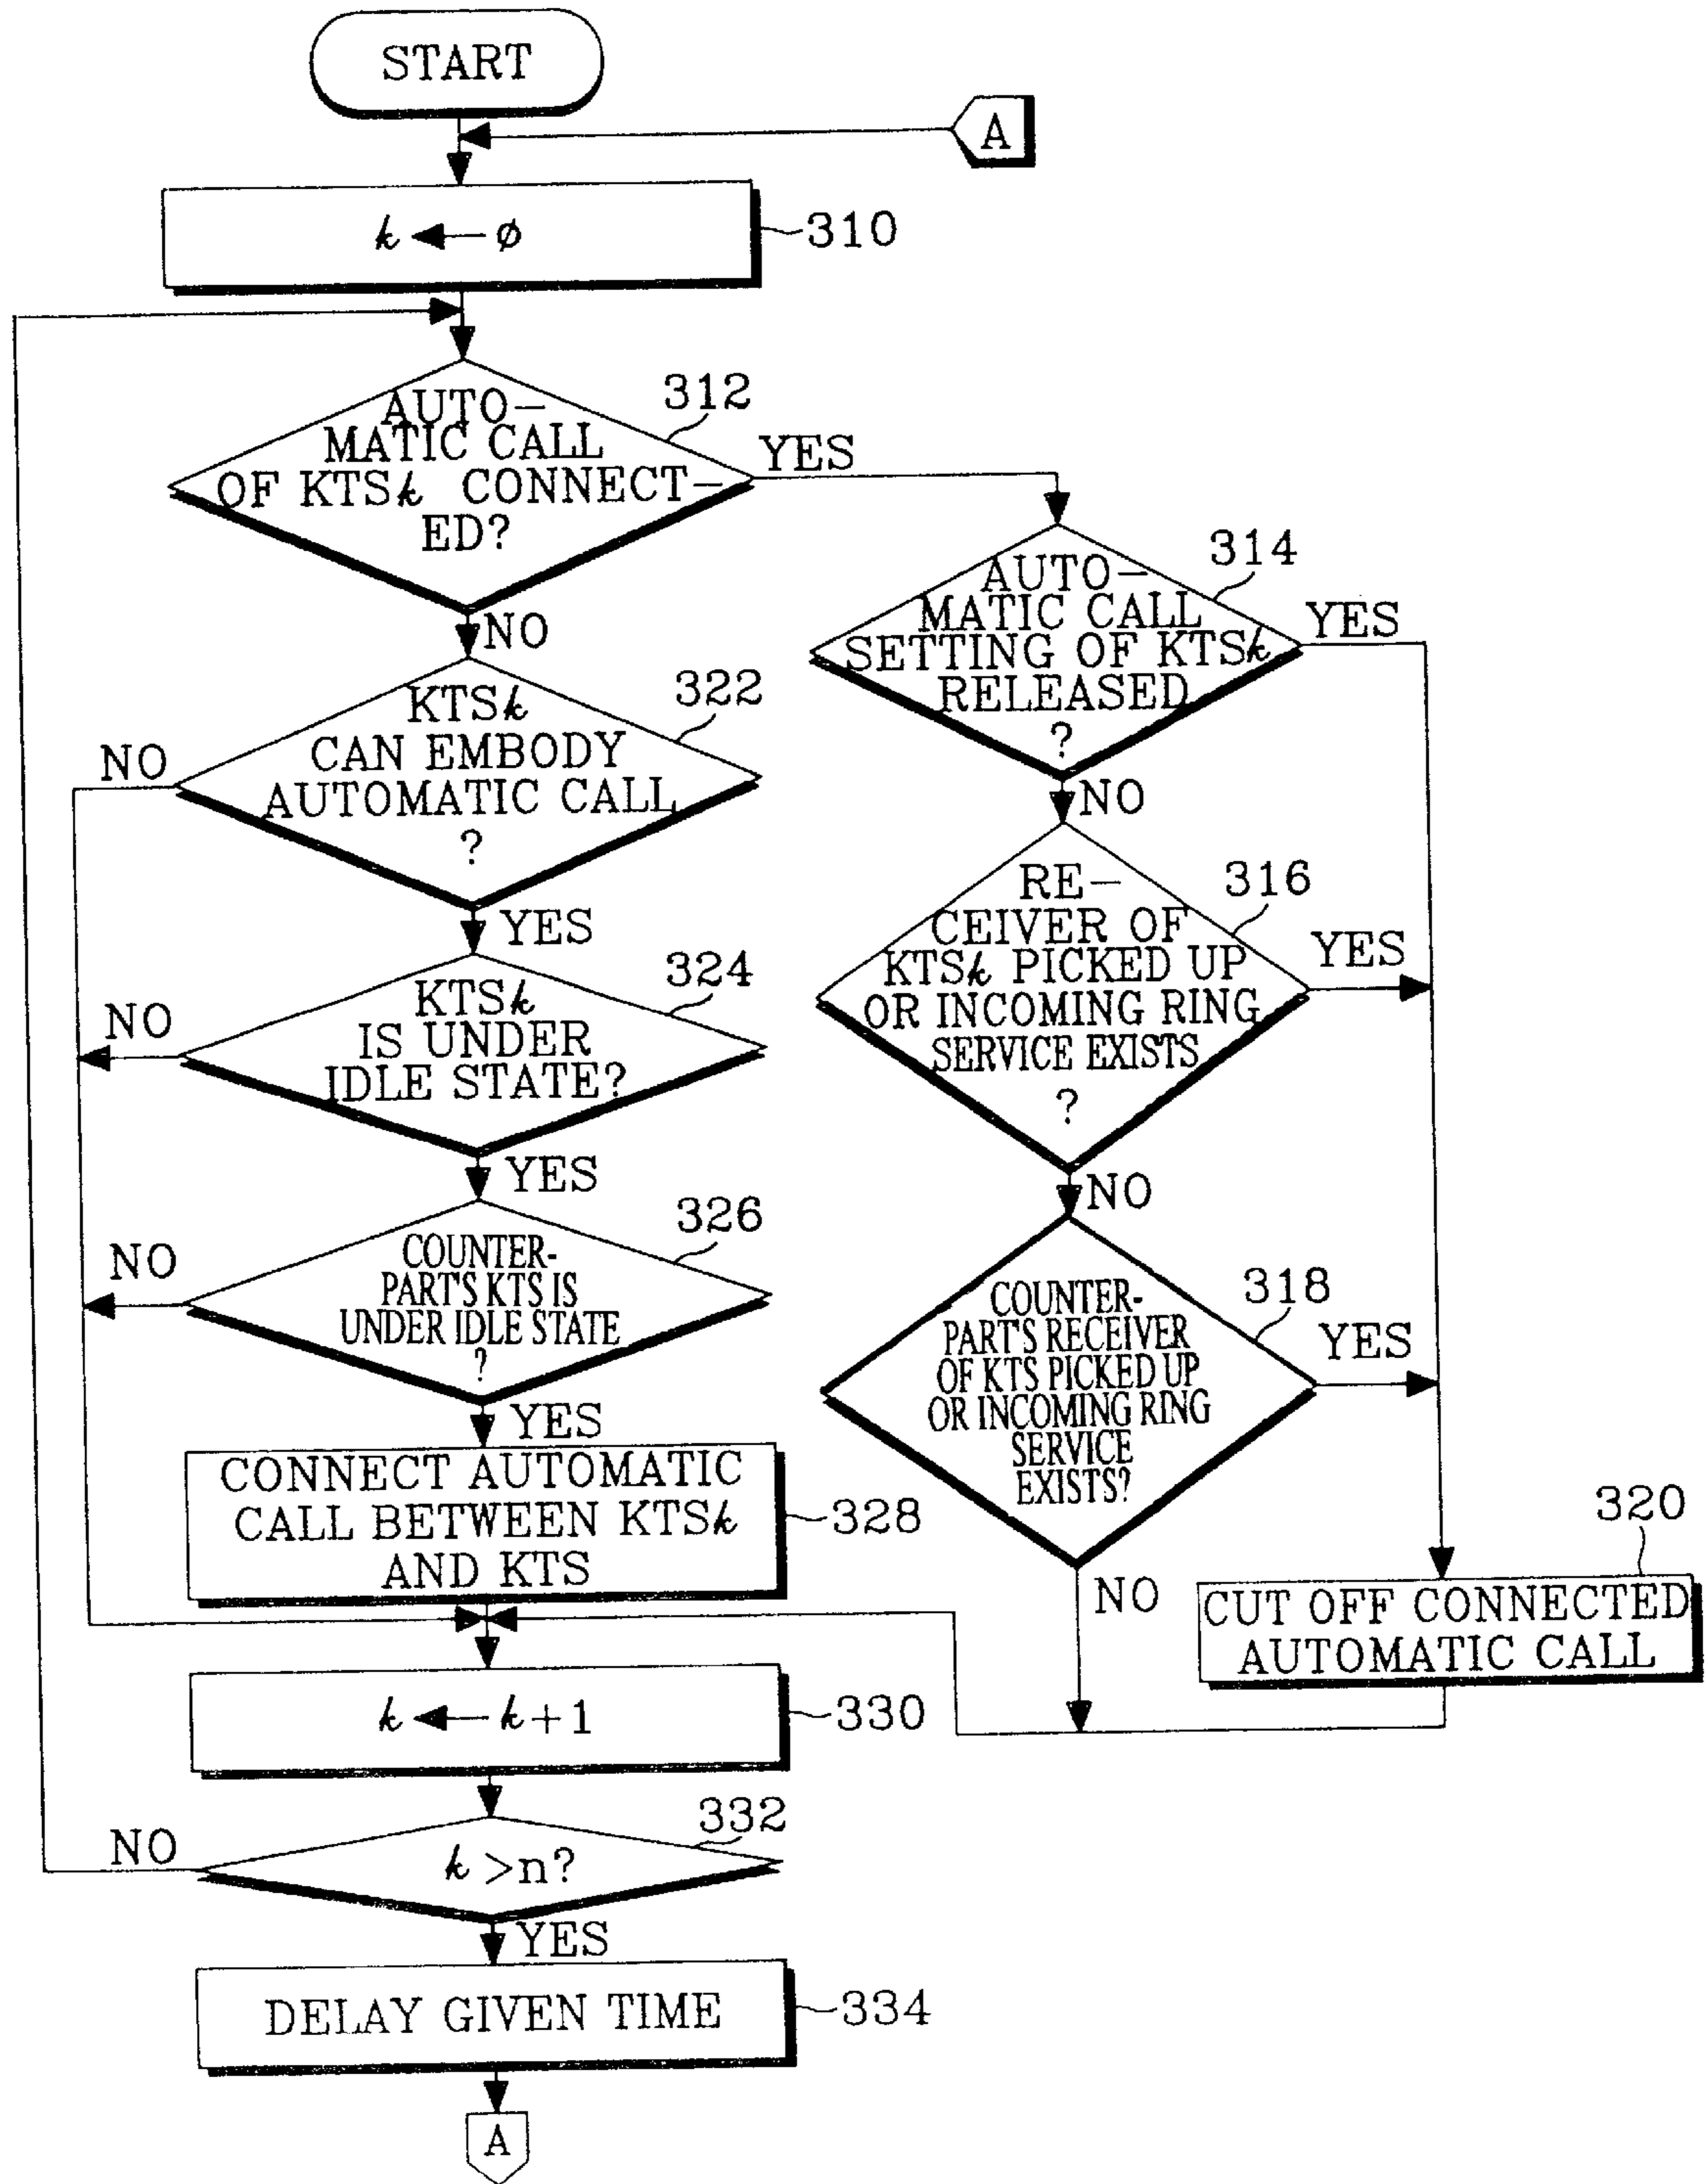 START
A
k ← ø
310
AUTO-
MATIC CALL
OF KTSk CONNECT-
ED?
312
YES
NO
AUTO-
MATIC CALL
SETTING OF KTSk
RELEASED
?
314
YES
NO
KTSk
CAN EMBODY
AUTOMATIC CALL
?
322
NO
YES
RE-
CEIVER OF
KTSk PICKED UP
OR INCOMING RING
SERVICE EXISTS
?
316
YES
NO
KTSk
IS UNDER
IDLE STATE?
324
NO
YES
COUNTER-
PART'S KTS IS
UNDER IDLE STATE
?
326
NO
YES
COUNTER-
PART'S RECEIVER
OF KTS PICKED UP
OR INCOMING RING
SERVICE
EXISTS?
318
YES
NO
CONNECT AUTOMATIC
CALL BETWEEN KTSk
AND KTS
328
320
CUT OFF CONNECTED
AUTOMATIC CALL
k ← k+1
330
k >n?
332
NO
YES
DELAY GIVEN TIME
334
A